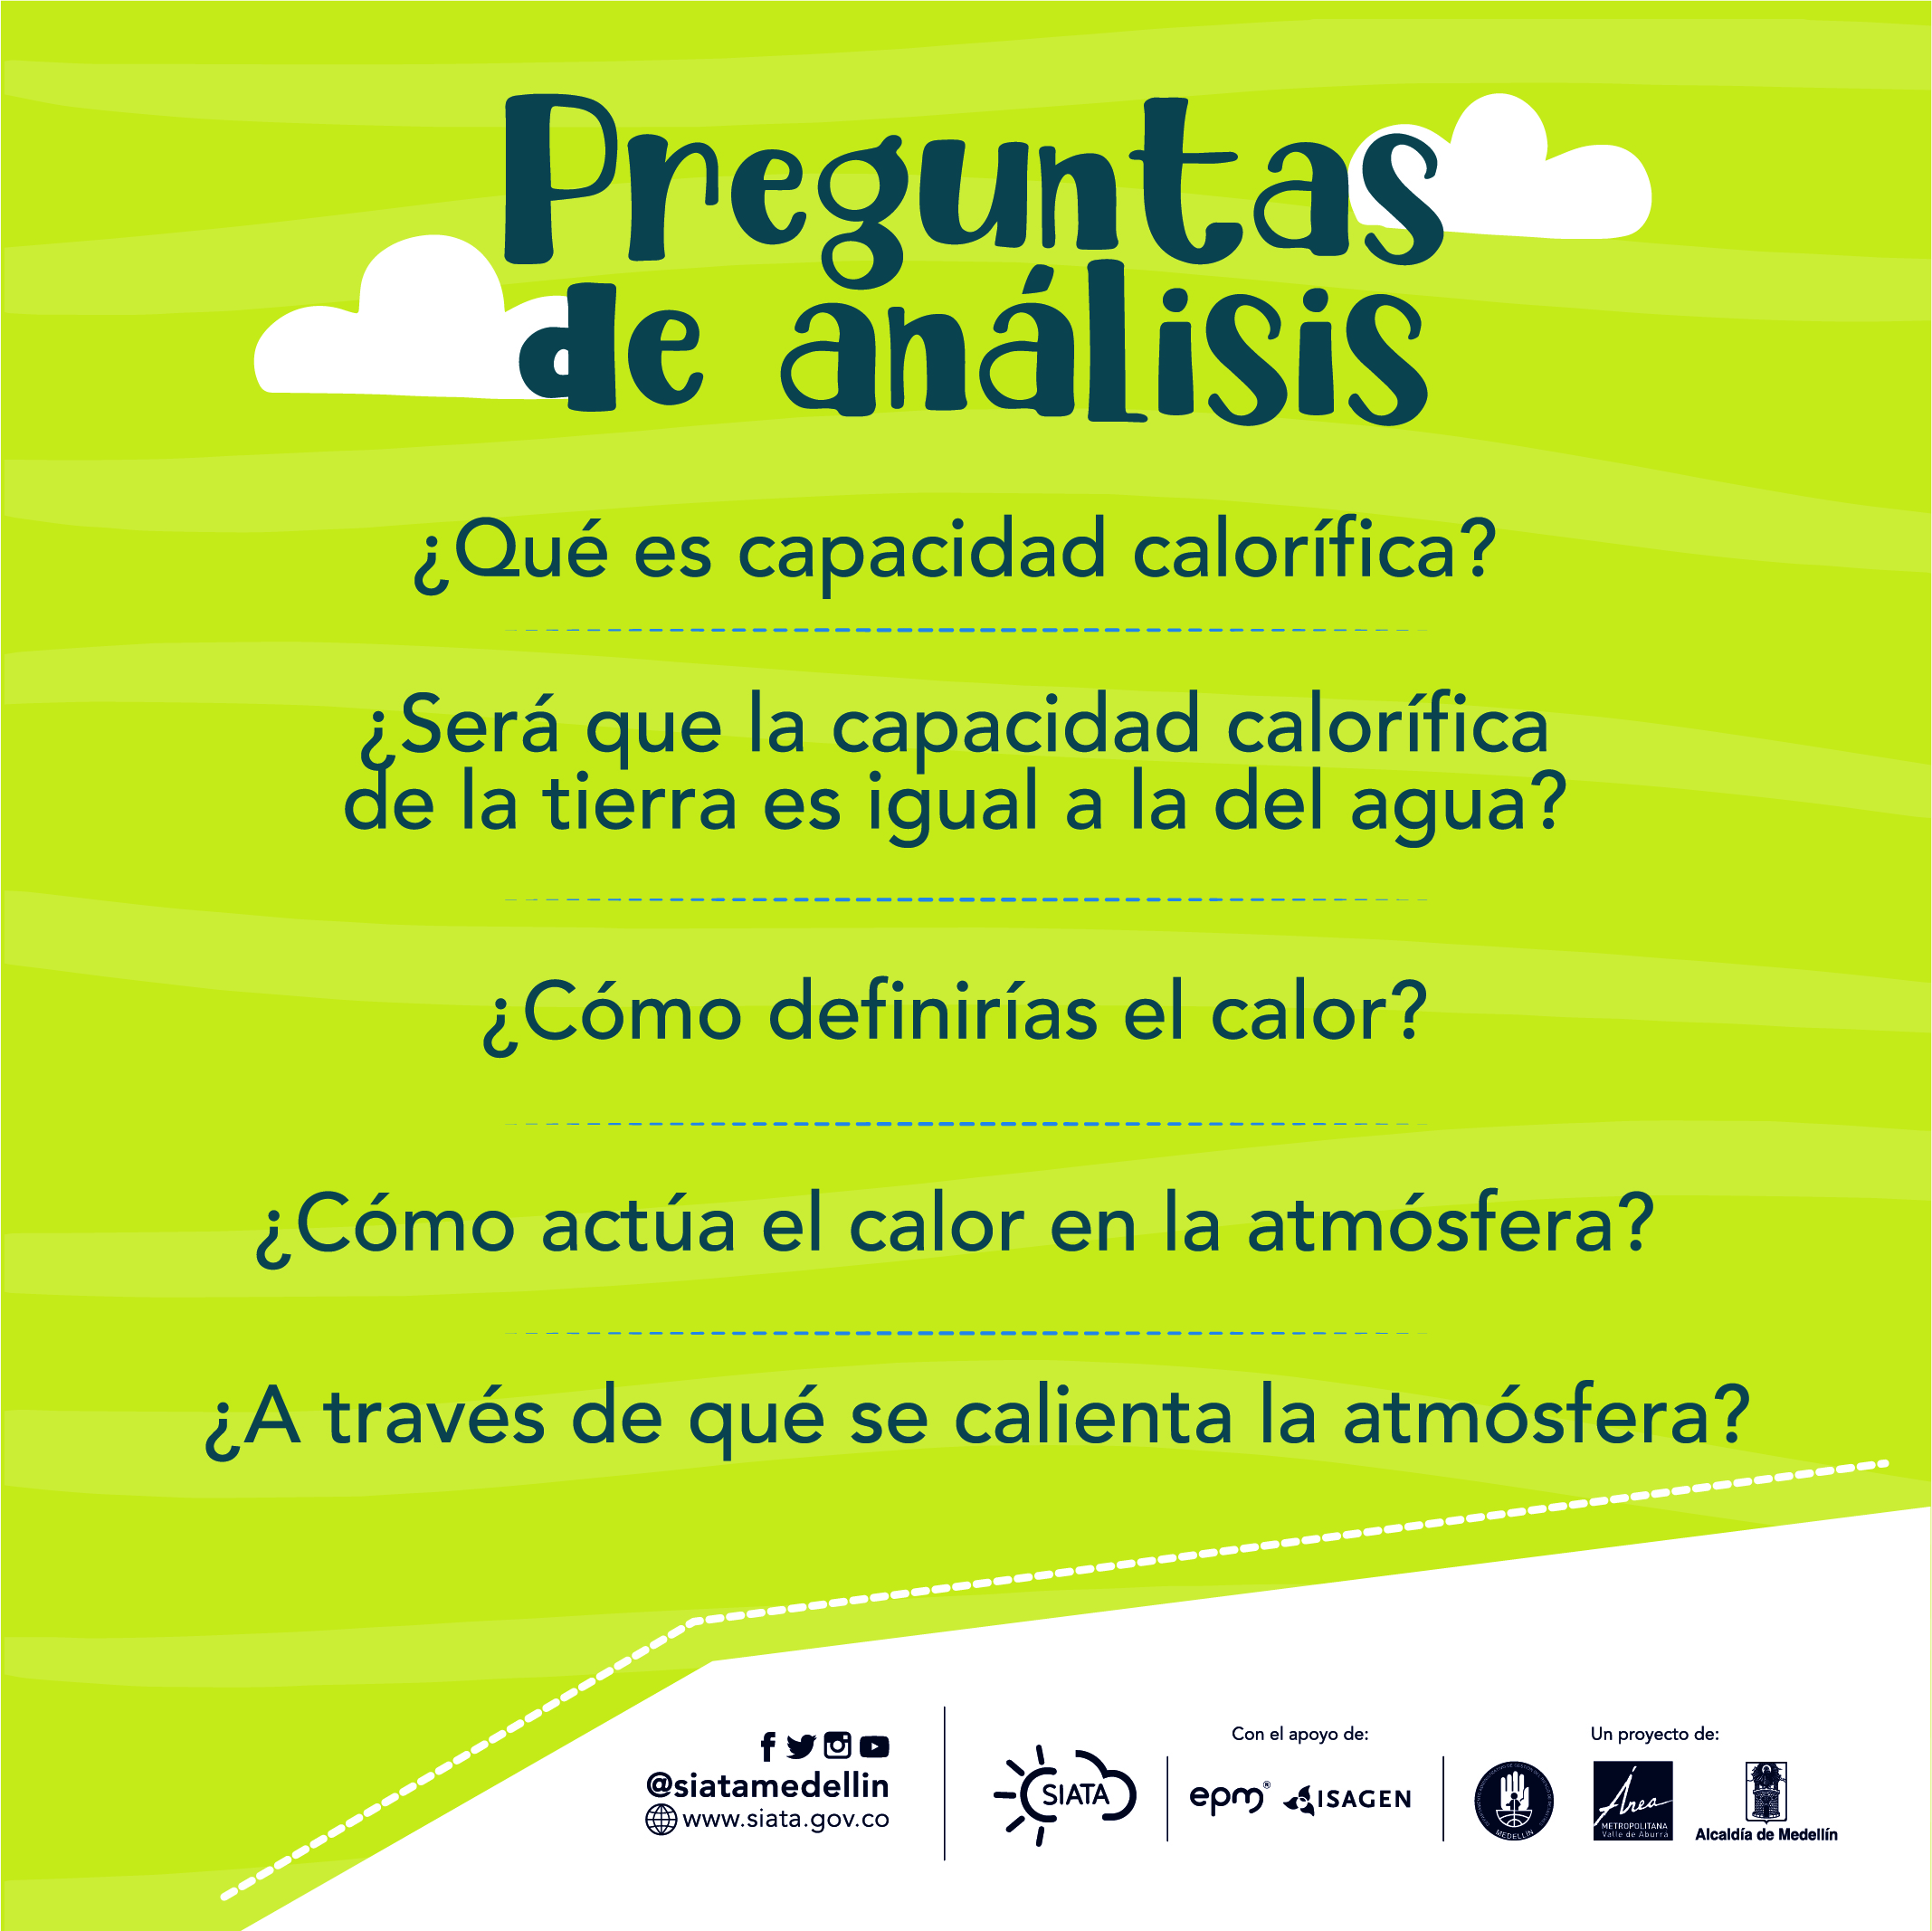 Preguntas
de análisis
¿Qué es capacidad calorífica?
¿Será que la capacidad calorífica
de la tierra es igual a la del agua?
¿Cómo definirías el calor?
¿Cómo actúa el calor en la atmósfera?
¿A través de qué se calienta la atmósfera?
@siatamedellin
www.siata.gov.co
SIATA
Con el apoyo de:
epm®
ISAGEN
MEDELLÍN
Un proyecto de:
Área
METROPOLITANA
Valle de Aburrá
Alcaldía de Medellín